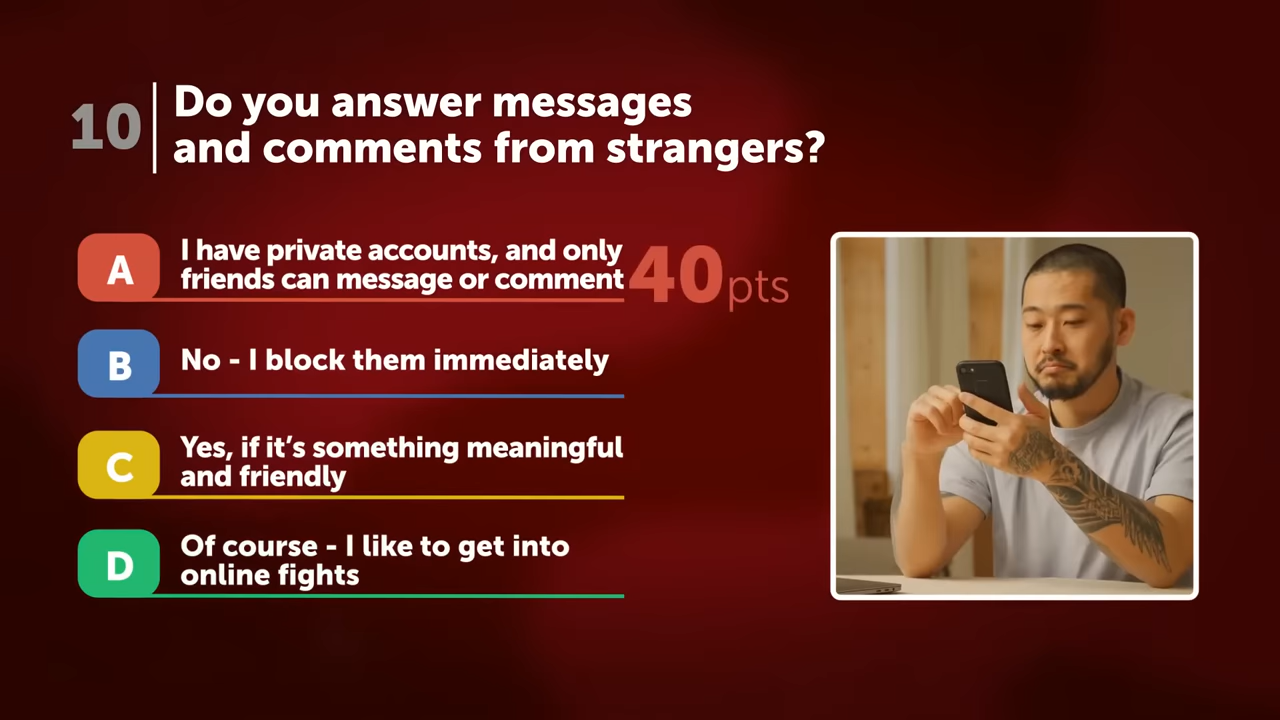 10
Do you answer messages
and comments from strangers?
A
I have private accounts, and only
friends can message or comment
40pts
B
No - I block them immediately
C
Yes, if it's something meaningful
and friendly
D
Of course - I like to get into
online fights